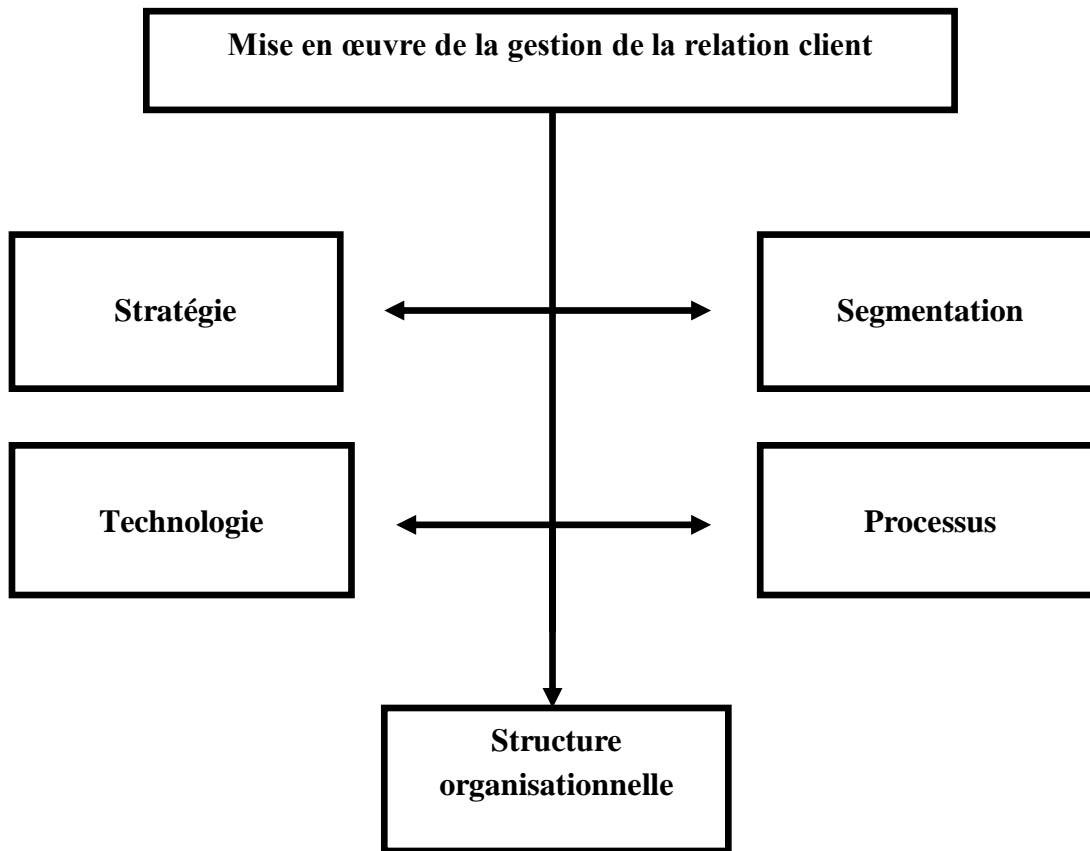 Mise en œuvre de la gestion de la relation client
Stratégie
Segmentation
Technologie
Processus
Structure
organisationnelle